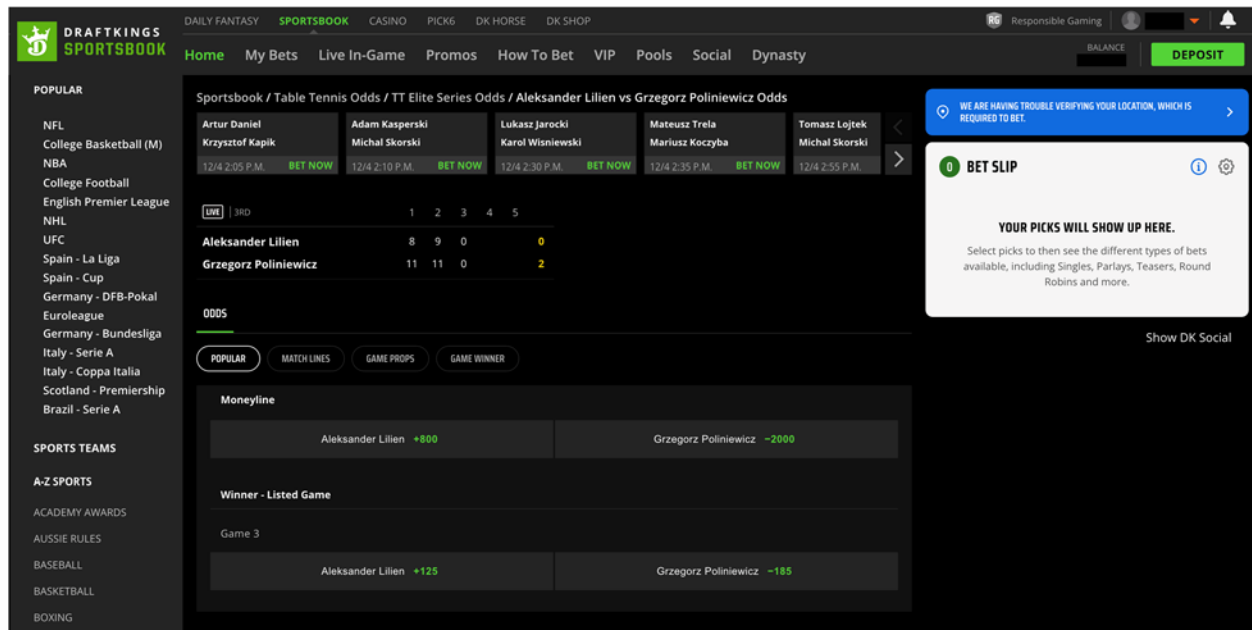 DRAFTKINGS
SPORTSBOOK
DAILY FANTASY SPORTSBOOK CASINO PICK6 DK HORSE DK SHOP
RG Responsible Gaming
Home My Bets Live In-Game Promos How To Bet VIP Pools Social Dynasty
BALANCE
DEPOSIT
POPULAR
NFL
College Basketball (M)
NBA
College Football
English Premier League
NHL
UFC
Spain - La Liga
Spain - Cup
Germany - DFB-Pokal
Euroleague
Germany - Bundesliga
Italy - Serie A
Italy - Coppa Italia
Scotland - Premiership
Brazil - Serie A
SPORTS TEAMS
A-Z SPORTS
ACADEMY AWARDS
AUSSIE RULES
BASEBALL
BASKETBALL
BOXING
Sportsbook / Table Tennis Odds / TT Elite Series Odds / Aleksander Lilien vs Grzegorz Poliniewicz Odds
Artur Daniel
Krzysztof Kapik
12/4 2:05 P.M. BET NOW
Adam Kasperski
Michal Skorski
12/4 2:10 P.M. BET NOW
Lukasz Jarocki
Karol Wisniewski
12/4 2:30 P.M. BET NOW
Mateusz Trela
Mariusz Koczyba
12/4 2:35 P.M. BET NOW
Tomasz Lojtek
Michal Skorski
12/4 2:55 P.M.
LIVE | 3RD 1 2 3 4 5
Aleksander Lilien 8 9 0 0
Grzegorz Poliniewicz 11 11 0 2
ODDS
POPULAR MATCH LINES GAME PROPS GAME WINNER
Moneyline
Aleksander Lilien +800 Grzegorz Poliniewicz −2000
Winner - Listed Game
Game 3
Aleksander Lilien +125 Grzegorz Poliniewicz −185
WE ARE HAVING TROUBLE VERIFYING YOUR LOCATION, WHICH IS
REQUIRED TO BET.
0 BET SLIP
YOUR PICKS WILL SHOW UP HERE.
Select picks to then see the different types of bets
available, including Singles, Parlays, Teasers, Round
Robins and more.
Show DK Social